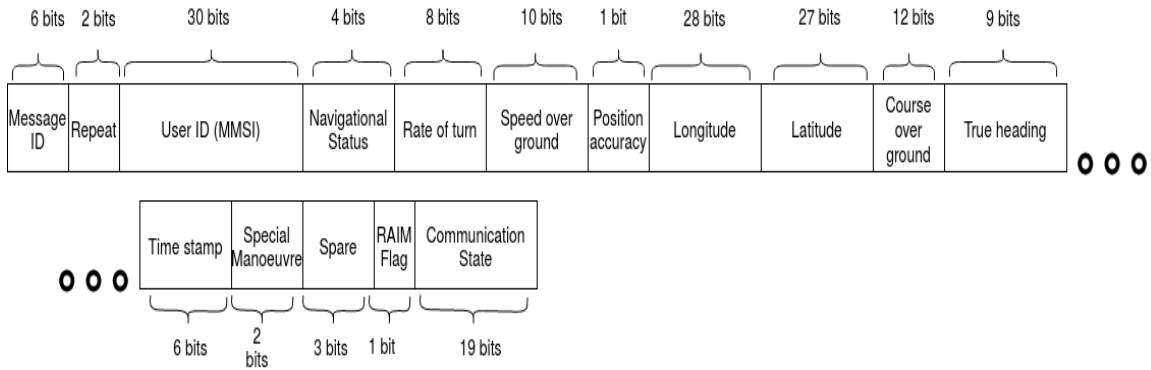 6 bits 2 bits 30 bits 4 bits 8 bits 10 bits 1 bit 28 bits 27 bits 12 bits 9 bits
Message
ID
Repeat
User ID (MMSI)
Navigational
Status
Rate of turn
Speed over
ground
Position
accuracy
Longitude
Latitude
Course
over
ground
True heading
Time stamp
Special
Manoeuvre
Spare
RAIM
Flag
Communication
State
6 bits
2
bits
3 bits
1 bit
19 bits